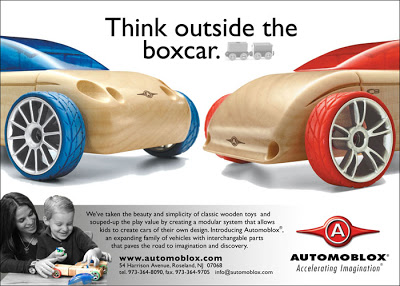 Think outside the
boxcar.
We've taken the beauty and simplicity of classic wooden toys and
souped-up the play value by creating a modular system that allows
kids to create cars of their own design. Introducing Automoblox®,
an expanding family of vehicles with interchangable parts
that paves the road to imagination and discovery.
www.automoblox.com
54 Harrison Avenue, Roseland, NJ 07068
tel. 973-364-8090, fax. 973-364-9705 info@automoblox.com
A
AUTOMOBLOX®
Accelerating Imagination®